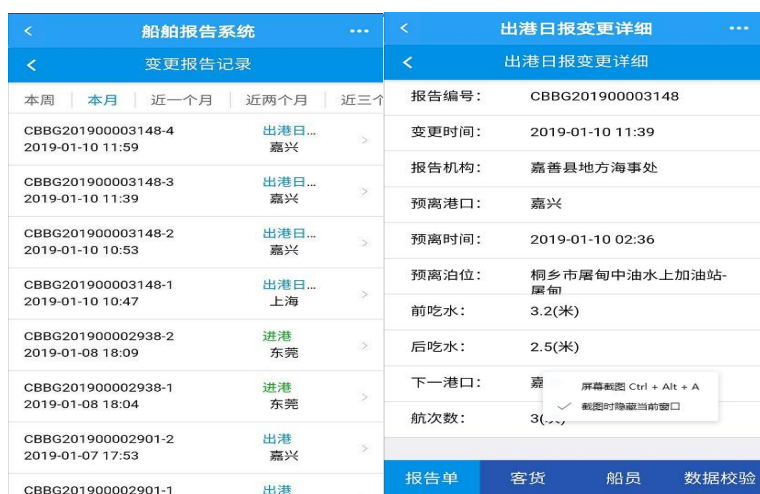 船舶报告系统
变更报告记录
本周 本月 近一个月 近两个月 近三个
CBBG201900003148-4 出港日...
2019-01-10 11:59 嘉兴
CBBG201900003148-3 出港日...
2019-01-10 11:39 嘉兴
CBBG201900003148-2 出港日...
2019-01-10 10:53 嘉兴
CBBG201900003148-1 出港日...
2019-01-10 10:47 上海
CBBG201900002938-2 进港
2019-01-08 18:09 东莞
CBBG201900002938-1 进港
2019-01-08 18:04 东莞
CBBG201900002901-2 出港
2019-01-07 17:53 嘉兴
CBBG201900002901-1 出港
出港日报变更详细
出港日报变更详细
报告编号： CBBG201900003148
变更时间： 2019-01-10 11:39
报告机构： 嘉善县地方海事处
预离港口： 嘉兴
预离时间： 2019-01-10 02:36
预离泊位： 桐乡市屠甸中油水上加油站-
屠甸
前吃水： 3.2(米)
后吃水： 2.5(米)
下一港口： 嘉
屏幕截图 Ctrl + Alt + A
截图时隐藏当前窗口
航次数： 3(
报告单 客货 船员 数据校验